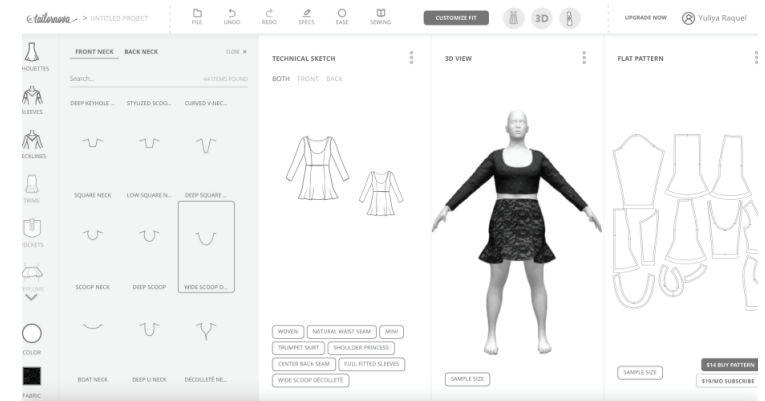 tailornova > UNTITLED PROJECT
FILE UNDO REDO SPECS EASE SEWING
CUSTOMIZE FIT
3D
UPGRADE NOW
Yuliya Raquel
FRONT NECK BACK NECK
CLOSE ×
Search...
44 ITEMS FOUND
HOUETTES
SLEEVES
ECKLINES
TRIMS
POCKETS
EPLUMS
COLOR
FABRIC
DEEP KEYHOLE ... STYLIZED SCOO... CURVED V-NEC...
SQUARE NECK LOW SQUARE N... DEEP SQUARE ...
SCOOP NECK DEEP SCOOP WIDE SCOOP D...
BOAT NECK DEEP U NECK DÉCOLLETÉ NE...
TECHNICAL SKETCH
BOTH FRONT BACK
WOVEN NATURAL WAIST SEAM MINI
TRUMPET SKIRT SHOULDER PRINCESS
CENTER BACK SEAM FULL FITTED SLEEVES
WIDE SCOOP DÉCOLLETÉ
3D VIEW
SAMPLE SIZE
FLAT PATTERN
SAMPLE SIZE
$14 BUY PATTERN
$19/MO SUBSCRIBE